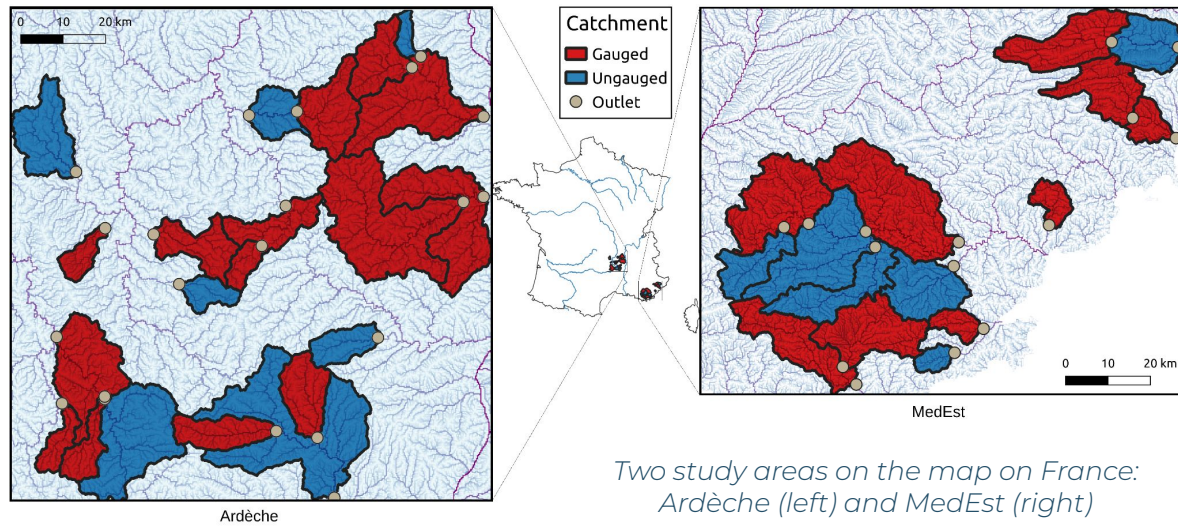 0 10 20 km
Catchment
Gauged
Ungauged
Outlet
0 10 20 km
Ardèche
MedEst
Two study areas on the map on France:
Ardèche (left) and MedEst (right)